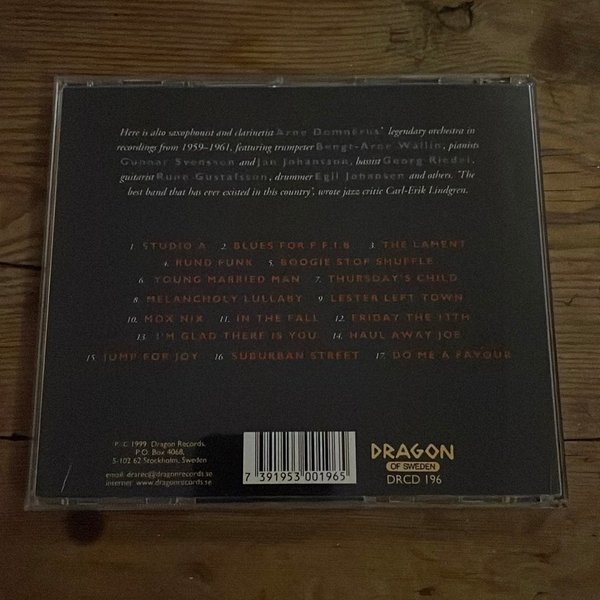 Here is alto saxophonist and clarinetist Arne Domnérus' legendary orchestra in
recordings from 1959–1961, featuring trumpeter Bengt-Arne Wallin, pianists
Gunnar Svensson and Jan Johansson, bassist Georg Riedel,
guitarist Rune Gustafsson, drummer Egil Johansen and others. 'The
best band that has ever existed in this country', wrote jazz critic Carl-Erik Lindgren.
1. STUDIO A 2. BLUES FOR F.F.I.B. 3. THE LAMENT
4. RUND FUNK 5. BOOGIE STOP SHUFFLE
6. YOUNG MARRIED MAN 7. THURSDAY'S CHILD
8. MELANCHOLY LULLABY 9. LESTER LEFT TOWN
10. MOX NIX 11. IN THE FALL 12. FRIDAY THE 13TH
13. I'M GLAD THERE IS YOU 14. HAUL AWAY JOE
15. JUMP FOR JOY 16. SUBURBAN STREET 17. DO ME A FAVOUR
P. C. 1999 Dragon Records,
P.O. Box 4068,
S-102 62 Stockholm, Sweden
email: drarec@dragonrecords.se
internet: www.dragonrecords.se
7 391953 001965
DRAGON
OF SWEDEN
DRCD 196